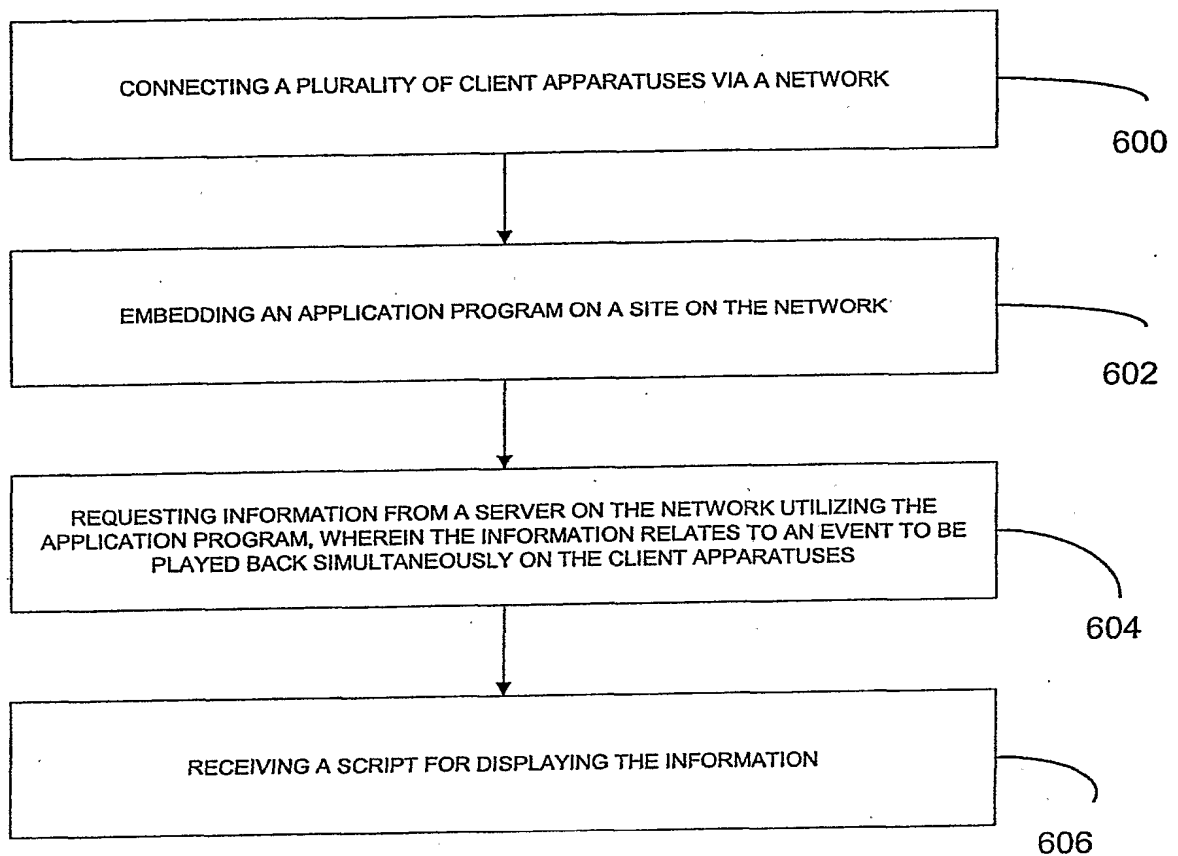 CONNECTING A PLURALITY OF CLIENT APPARATUSES VIA A NETWORK
600
EMBEDDING AN APPLICATION PROGRAM ON A SITE ON THE NETWORK
602
REQUESTING INFORMATION FROM A SERVER ON THE NETWORK UTILIZING THE
APPLICATION PROGRAM, WHEREIN THE INFORMATION RELATES TO AN EVENT TO BE
PLAYED BACK SIMULTANEOUSLY ON THE CLIENT APPARATUSES
604
RECEIVING A SCRIPT FOR DISPLAYING THE INFORMATION
606